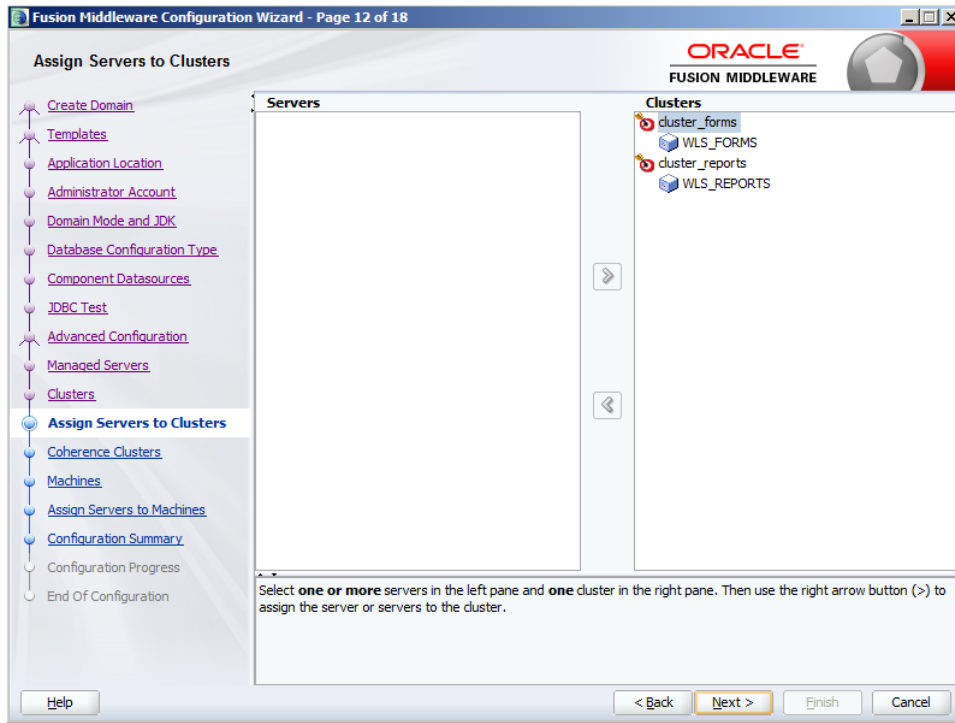 Fusion Middleware Configuration Wizard - Page 12 of 18
Assign Servers to Clusters
ORACLE
FUSION MIDDLEWARE
Create Domain
Templates
Application Location
Administrator Account
Domain Mode and JDK
Database Configuration Type
Component Datasources
JDBC Test
Advanced Configuration
Managed Servers
Clusters
Assign Servers to Clusters
Coherence Clusters
Machines
Assign Servers to Machines
Configuration Summary
Configuration Progress
End Of Configuration
Servers
Clusters
cluster_forms
WLS_FORMS
cluster_reports
WLS_REPORTS
Select one or more servers in the left pane and one cluster in the right pane. Then use the right arrow button (>) to
assign the server or servers to the cluster.
Help
< Back
Next >
Finish
Cancel